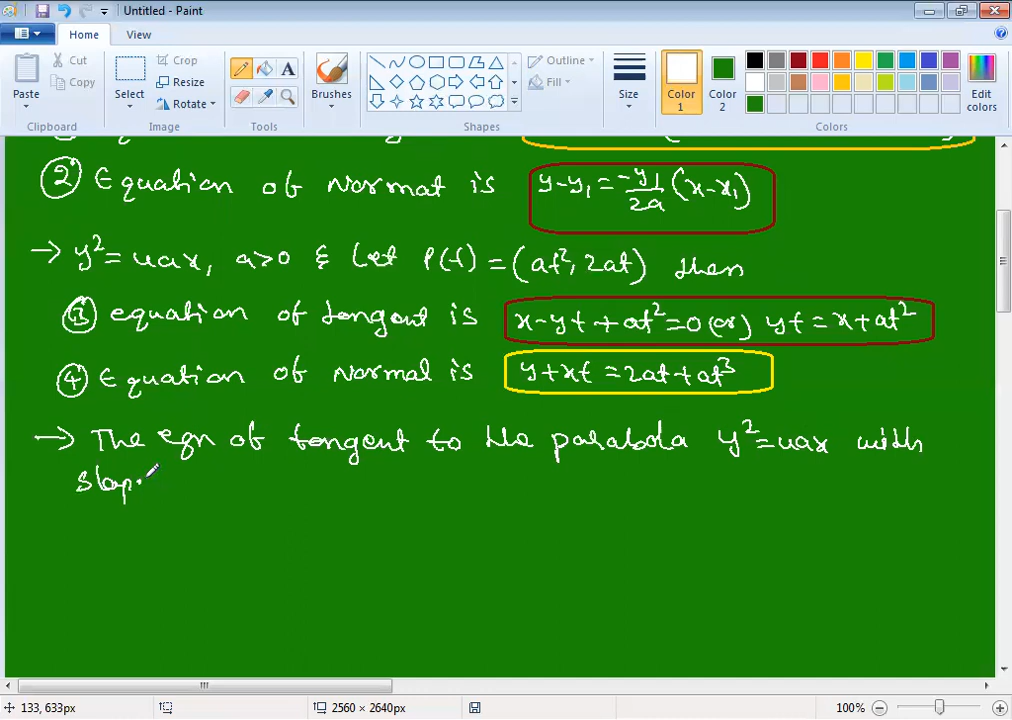 Untitled - Paint
Home View
Paste Cut Copy Select Crop Resize Rotate Brushes Outline Fill Size Color 1 Color 2 Edit colors
Clipboard Image Tools Shapes Colors
② Equation of Normal is y-y₁ = -y₁/2a (x-x₁)
→ y² = 4ax, a>0 & let P(t) = (at², 2at) then
③ equation of tangent is x-yt+at²=0 (or) yt = x+at²
④ Equation of Normal is y+xt = 2at+at³
→ The eqn of tangent to the parabola y²=4ax with
slop
133, 633px 2560 × 2640px 100%